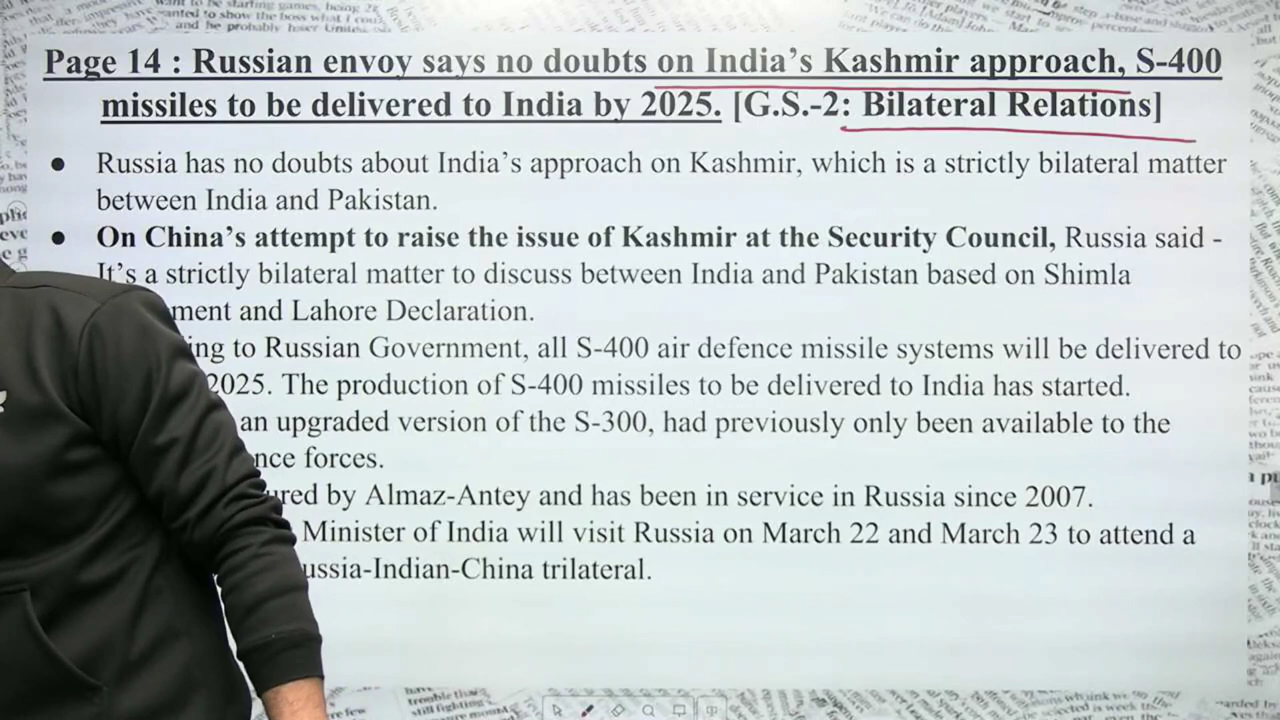 Page 14 : Russian envoy says no doubts on India’s Kashmir approach, S-400
missiles to be delivered to India by 2025. [G.S.-2: Bilateral Relations]
● Russia has no doubts about India’s approach on Kashmir, which is a strictly bilateral matter
between India and Pakistan.
● On China’s attempt to raise the issue of Kashmir at the Security Council, Russia said -
It’s a strictly bilateral matter to discuss between India and Pakistan based on Shimla
ment and Lahore Declaration.
ing to Russian Government, all S-400 air defence missile systems will be delivered to
2025. The production of S-400 missiles to be delivered to India has started.
an upgraded version of the S-300, had previously only been available to the
nce forces.
ured by Almaz-Antey and has been in service in Russia since 2007.
Minister of India will visit Russia on March 22 and March 23 to attend a
ussia-Indian-China trilateral.